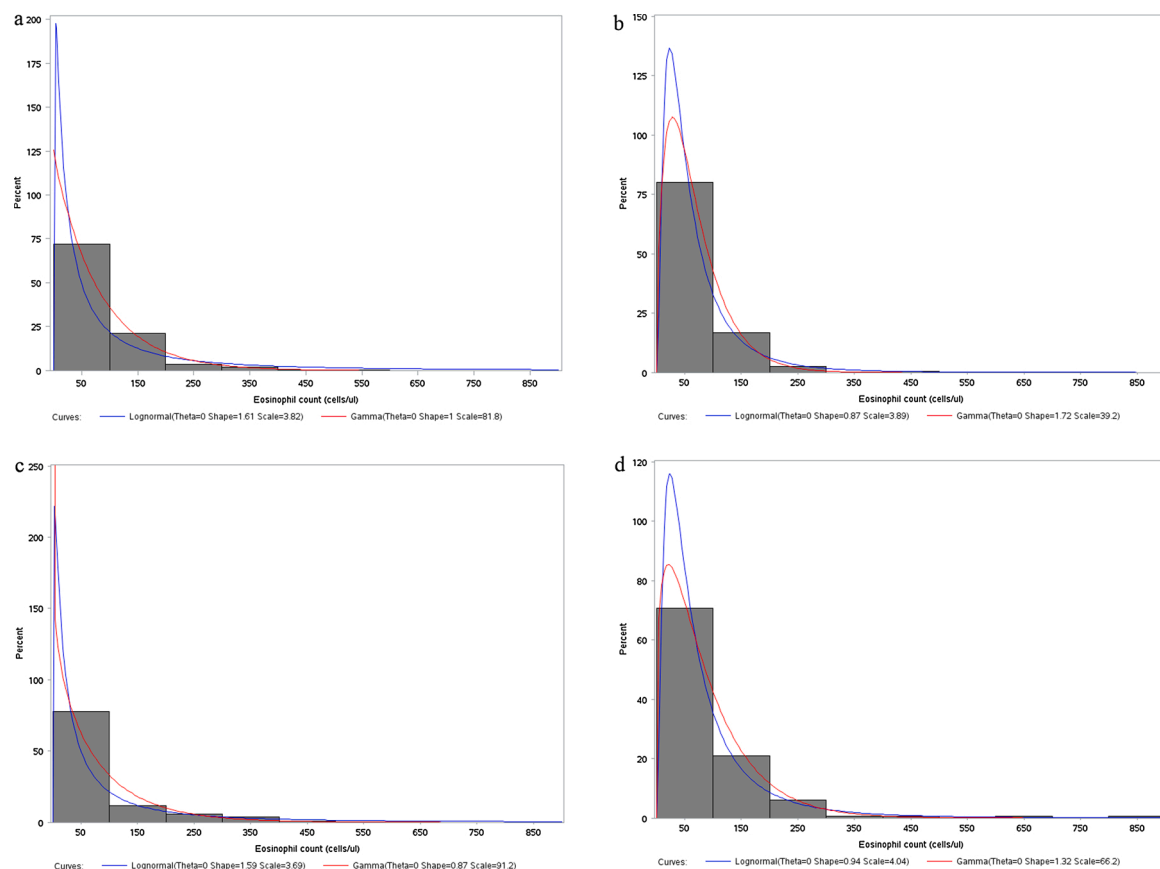 a
200
175
150
125
100
75
50
25
0
Percent
50 150 250 350 450 550 650 750 850
Eosinophil count (cells/ul)
Curves: Lognormal(Theta=0 Shape=1.61 Scale=3.82) Gamma(Theta=0 Shape=1 Scale=81.8)
b
150
125
100
75
50
25
0
Percent
50 150 250 350 450 550 650 750 850
Eosinophil count (cells/ul)
Curves: Lognormal(Theta=0 Shape=0.87 Scale=3.89) Gamma(Theta=0 Shape=1.72 Scale=39.2)
c
250
200
150
100
50
0
Percent
50 150 250 350 450 550 650 750 850
Eosinophil count (cells/ul)
Curves: Lognormal(Theta=0 Shape=1.59 Scale=3.69) Gamma(Theta=0 Shape=0.87 Scale=91.2)
d
120
100
80
60
40
20
0
Percent
50 150 250 350 450 550 650 750 850
Eosinophil count (cells/ul)
Curves: Lognormal(Theta=0 Shape=0.94 Scale=4.04) Gamma(Theta=0 Shape=1.32 Scale=66.2)